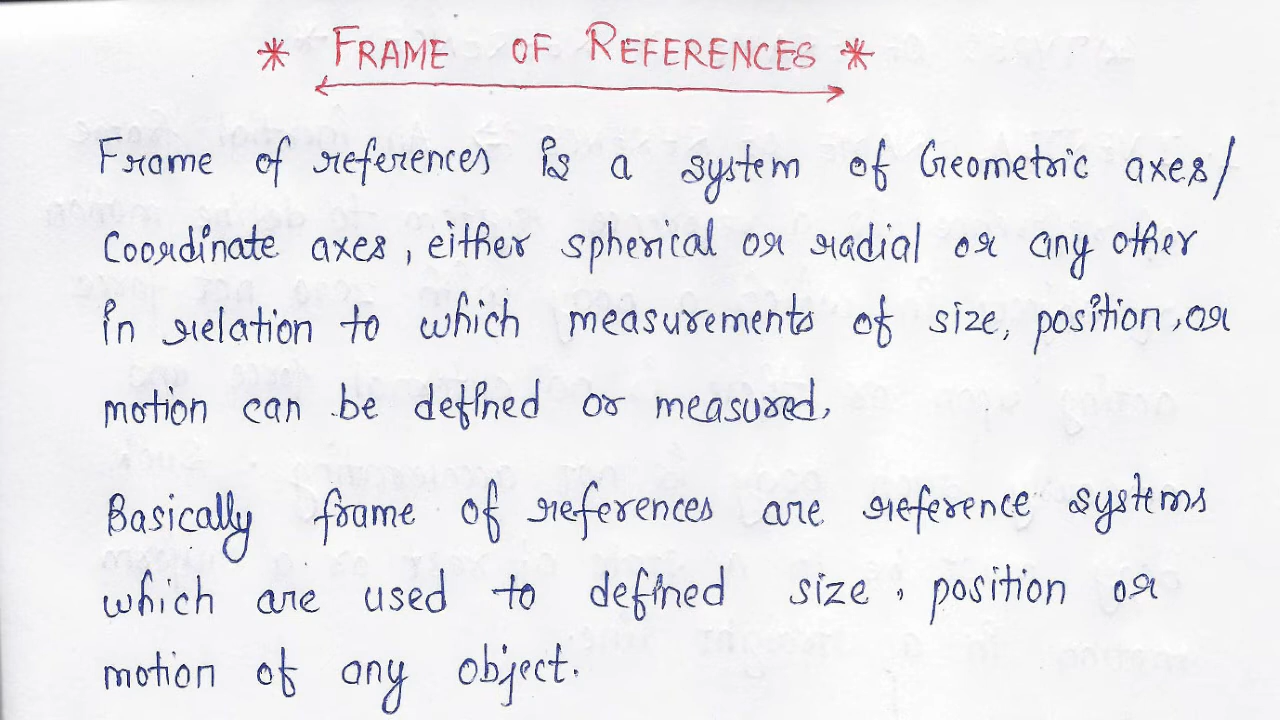 * FRAME OF REFERENCES *
Frame of references is a system of Geometric axes/
Coordinate axes, either spherical or radial or any other
in relation to which measurements of size, position, or
motion can be defined or measured.
Basically frame of references are reference systems
which are used to defined size, position or
motion of any object.